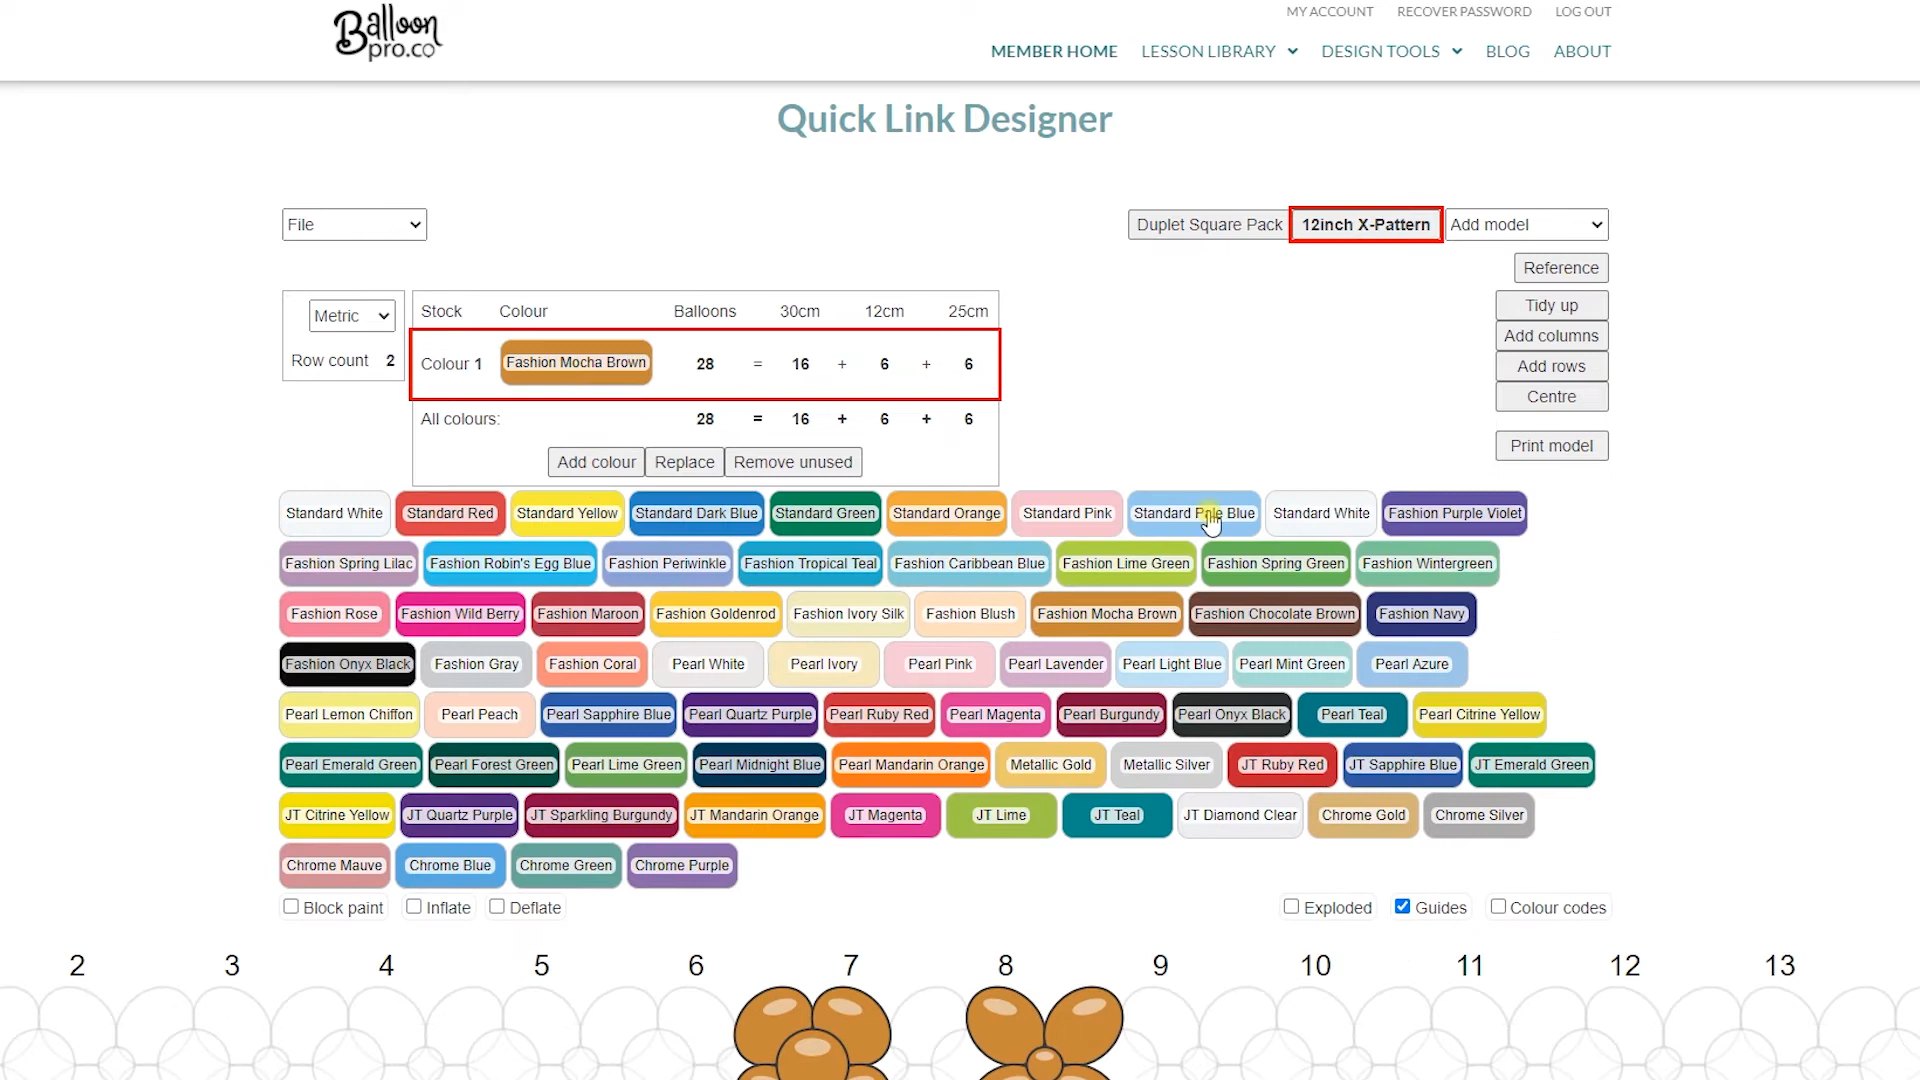 Balloon
pro.co
MY ACCOUNT RECOVER PASSWORD LOG OUT
MEMBER HOME LESSON LIBRARY DESIGN TOOLS BLOG ABOUT
Quick Link Designer
File
Duplet Square Pack 12inch X-Pattern Add model
Reference
Metric
Row count 2
Stock Colour Balloons 30cm 12cm 25cm
Colour 1 Fashion Mocha Brown 28 = 16 + 6 + 6
All colours: 28 = 16 + 6 + 6
Add colour Replace Remove unused
Tidy up
Add columns
Add rows
Centre
Print model
Standard White Standard Red Standard Yellow Standard Dark Blue Standard Green Standard Orange Standard Pink Standard Pale Blue Standard White Fashion Purple Violet
Fashion Spring Lilac Fashion Robin's Egg Blue Fashion Periwinkle Fashion Tropical Teal Fashion Caribbean Blue Fashion Lime Green Fashion Spring Green Fashion Wintergreen
Fashion Rose Fashion Wild Berry Fashion Maroon Fashion Goldenrod Fashion Ivory Silk Fashion Blush Fashion Mocha Brown Fashion Chocolate Brown Fashion Navy
Fashion Onyx Black Fashion Gray Fashion Coral Pearl White Pearl Ivory Pearl Pink Pearl Lavender Pearl Light Blue Pearl Mint Green Pearl Azure
Pearl Lemon Chiffon Pearl Peach Pearl Sapphire Blue Pearl Quartz Purple Pearl Ruby Red Pearl Magenta Pearl Burgundy Pearl Onyx Black Pearl Teal Pearl Citrine Yellow
Pearl Emerald Green Pearl Forest Green Pearl Lime Green Pearl Midnight Blue Pearl Mandarin Orange Metallic Gold Metallic Silver JT Ruby Red JT Sapphire Blue JT Emerald Green
JT Citrine Yellow JT Quartz Purple JT Sparkling Burgundy JT Mandarin Orange JT Magenta JT Lime JT Teal JT Diamond Clear Chrome Gold Chrome Silver
Chrome Mauve Chrome Blue Chrome Green Chrome Purple
Block paint Inflate Deflate Exploded Guides Colour codes
2 3 4 5 6 7 8 9 10 11 12 13